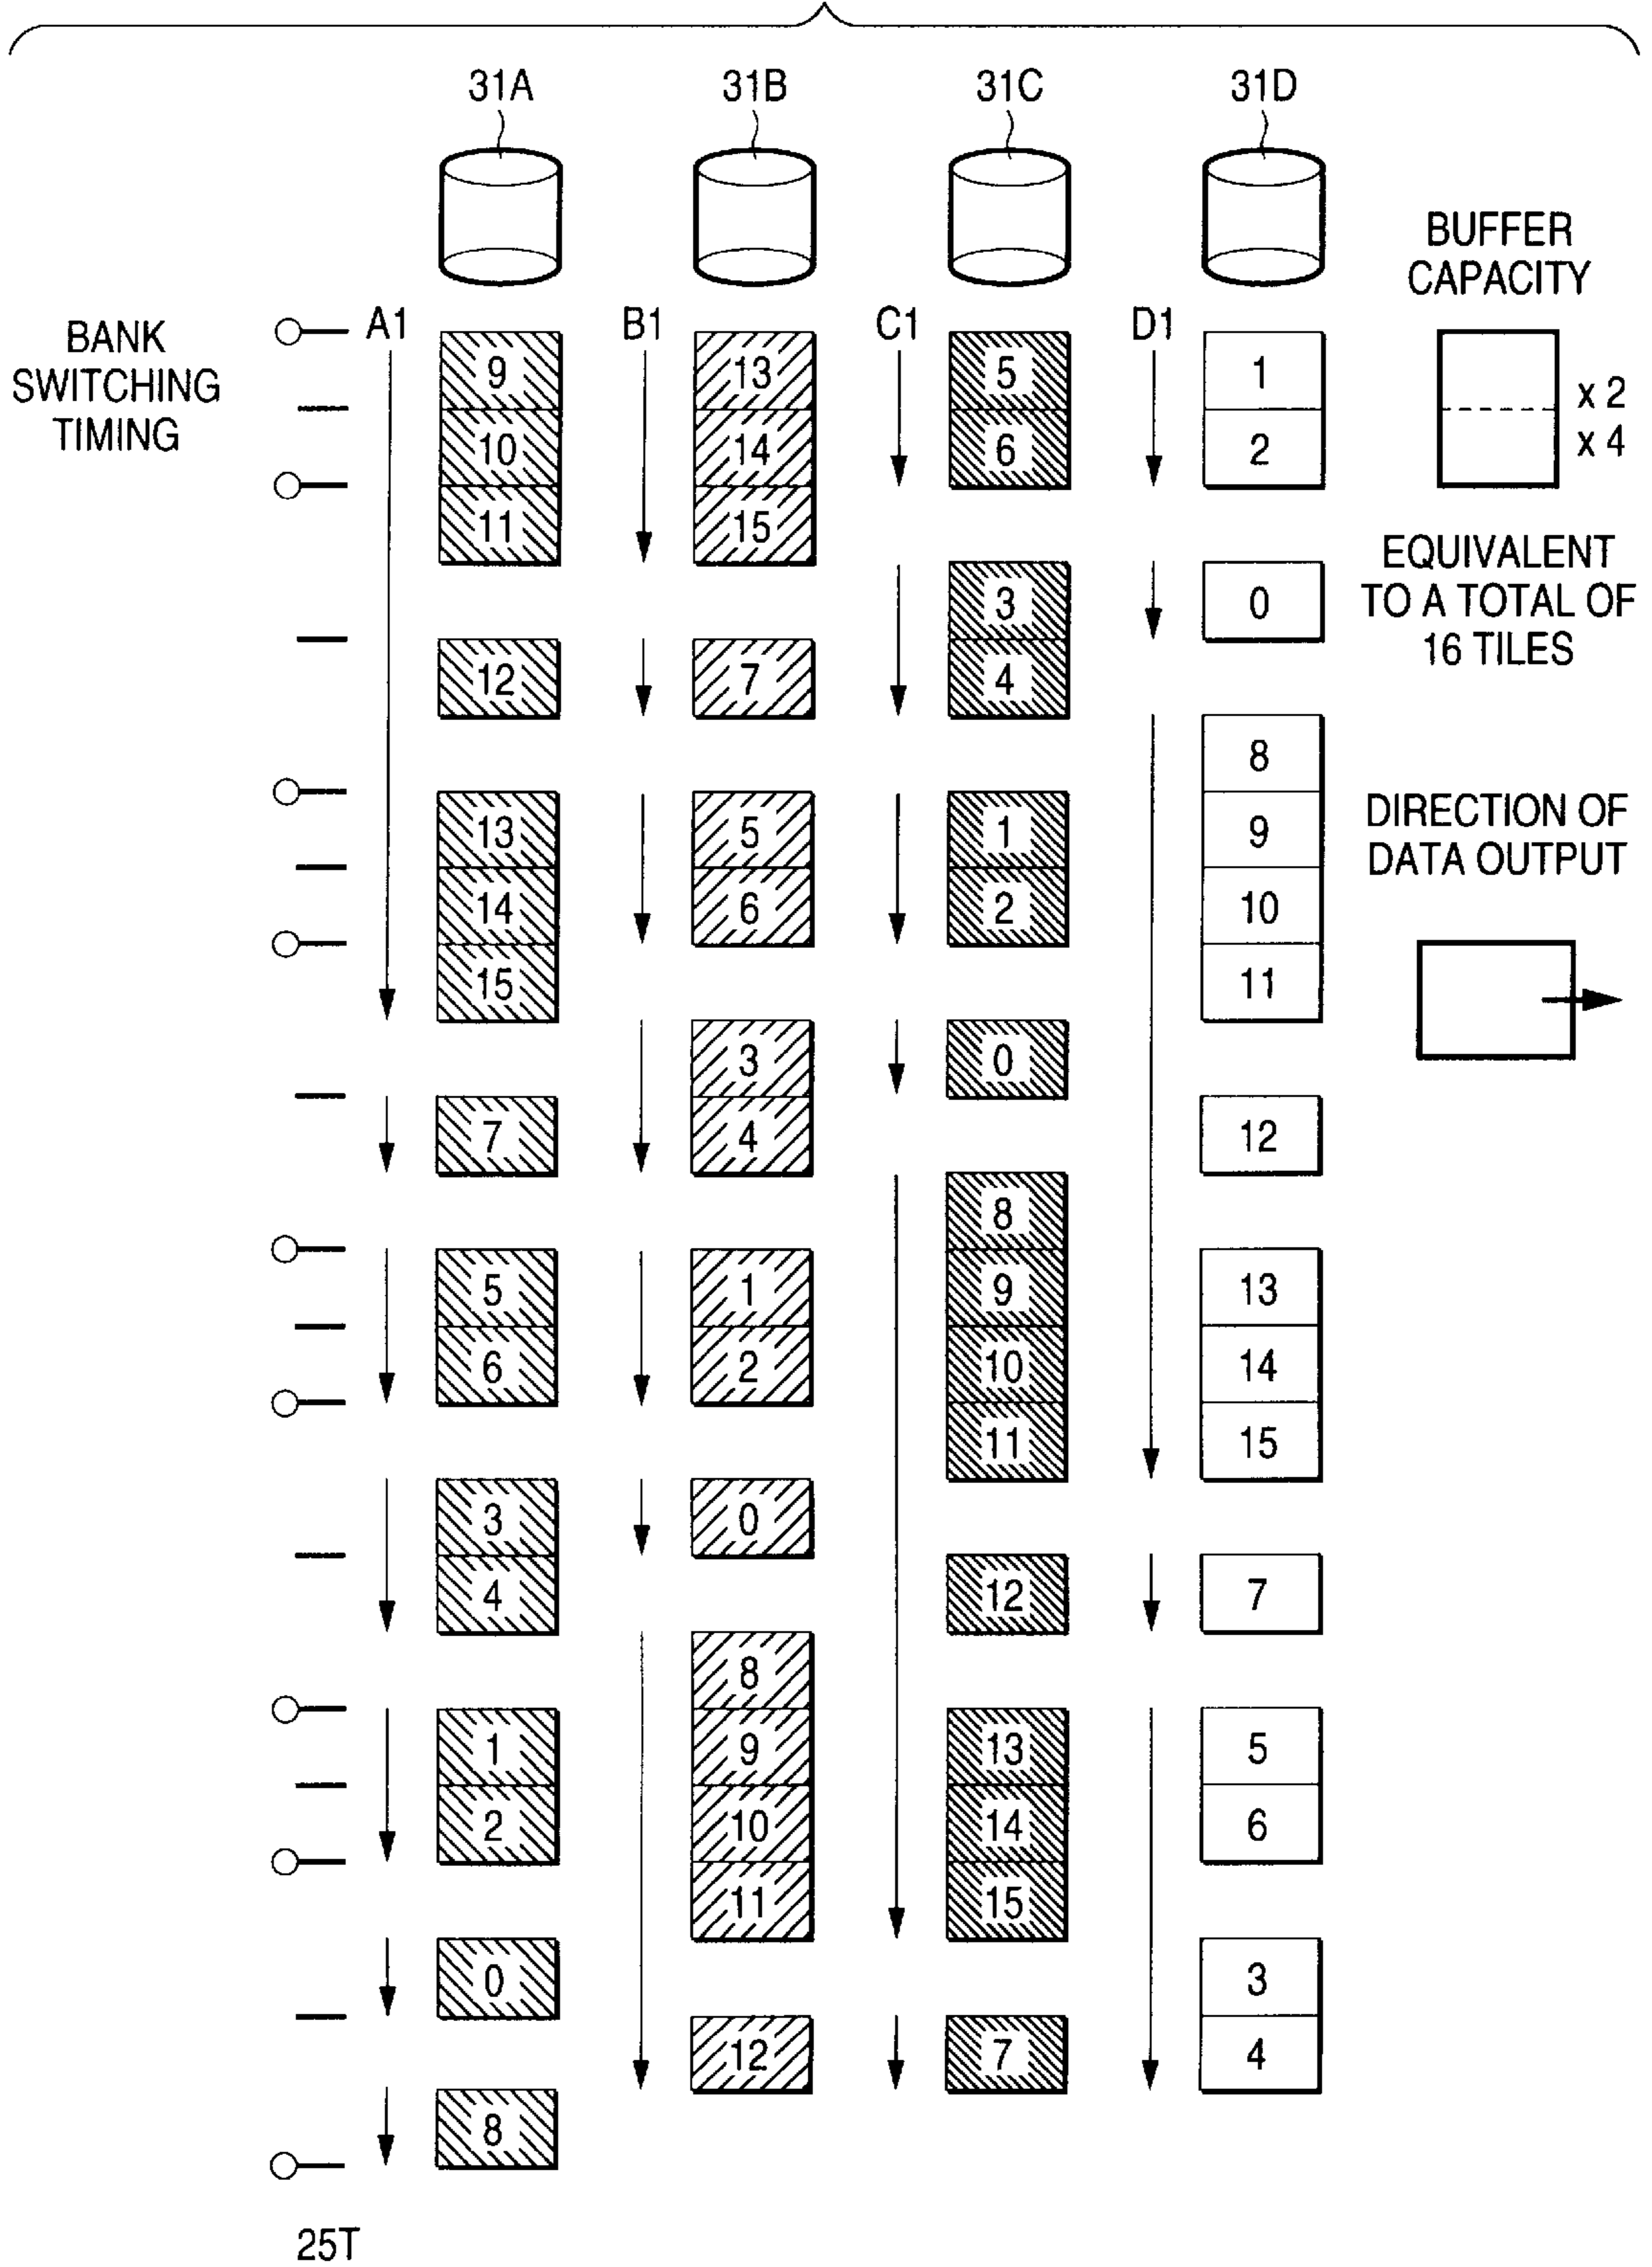 31A 31B 31C 31D
BUFFER
CAPACITY
BANK
SWITCHING
TIMING
A1 B1 C1 D1
9 13 5 1
x 2
10 14 6 2
x 4
11 15
EQUIVALENT
TO A TOTAL OF
16 TILES
3 0
12 7 4
8
DIRECTION OF
DATA OUTPUT
13 5 1 9
14 6 2 10
15 11
3 0
7 4 12
8
5 1 9 13
6 2 10 14
11 15
3 0
4 12 7
8
1 9 13 5
2 10 14 6
11 15
0 3
12 7 4
8
25T